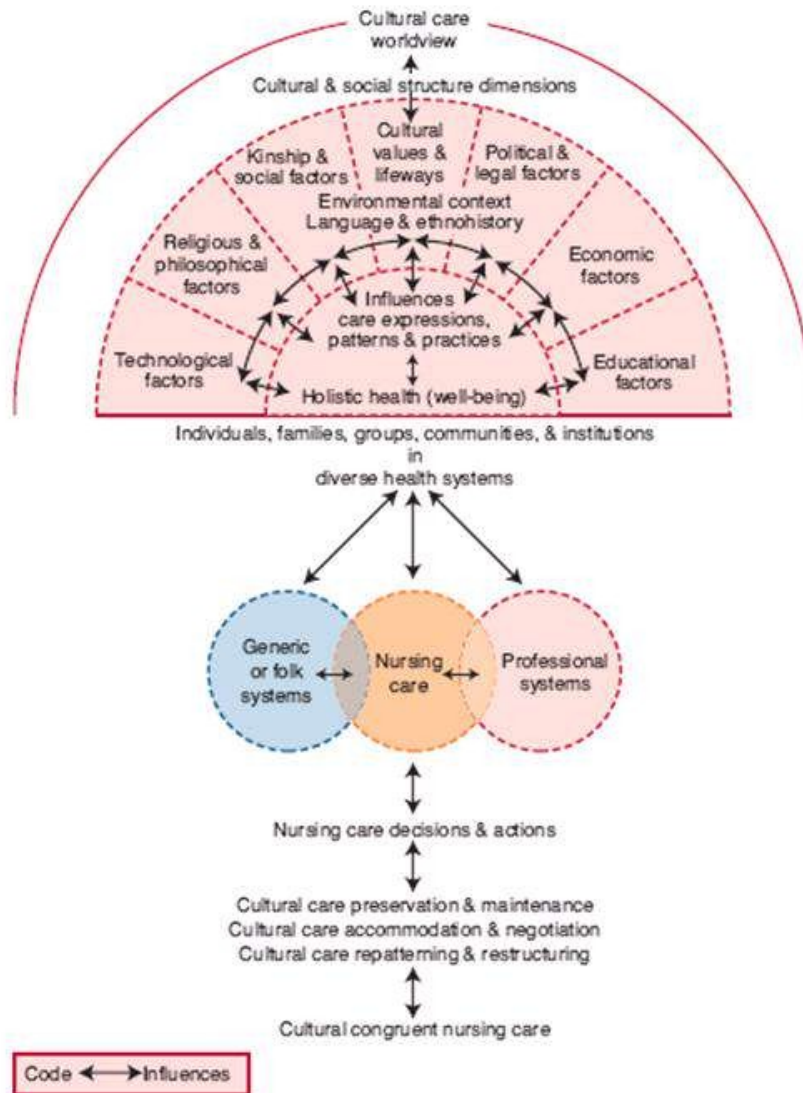 Cultural care
worldview
Cultural & social structure dimensions
Cultural
values &
lifeways
Kinship &
social factors
Political &
legal factors
Environmental context
Language & ethnohistory
Religious &
philosophical
factors
Economic
factors
Influences
care expressions,
patterns & practices
Technological
factors
Educational
factors
Holistic health (well-being)
Individuals, families, groups, communities, & institutions
in
diverse health systems
Generic
or folk
systems
Nursing
care
Professional
systems
Nursing care decisions & actions
Cultural care preservation & maintenance
Cultural care accommodation & negotiation
Cultural care repatterning & restructuring
Cultural congruent nursing care
Code Influences